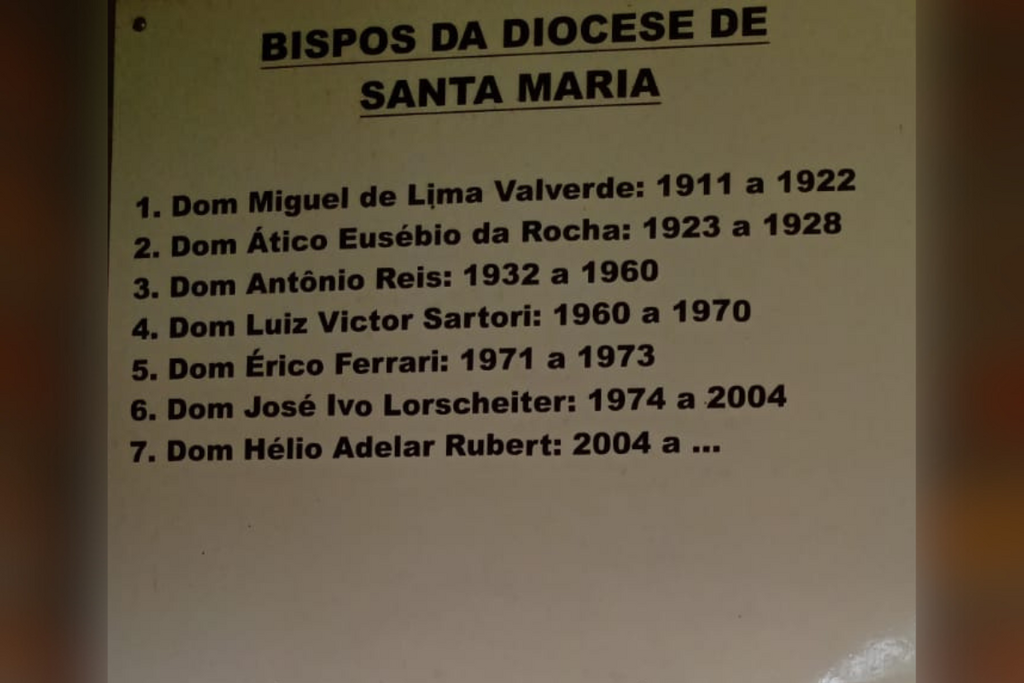 BISPOS DA DIOCESE DE
SANTA MARIA
1. Dom Miguel de Lima Valverde: 1911 a 1922
2. Dom Ático Eusébio da Rocha: 1923 a 1928
3. Dom Antônio Reis: 1932 a 1960
4. Dom Luiz Victor Sartori: 1960 a 1970
5. Dom Érico Ferrari: 1971 a 1973
6. Dom José Ivo Lorscheiter: 1974 a 2004
7. Dom Hélio Adelar Rubert: 2004 a ...